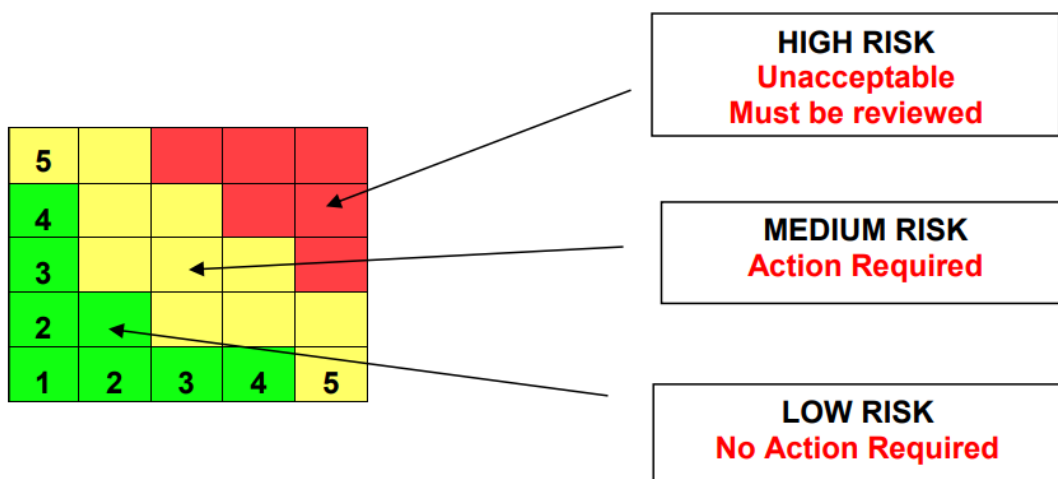 HIGH RISK
Unacceptable
Must be reviewed
5
4
MEDIUM RISK
Action Required
3
2
1 2 3 4 5
LOW RISK
No Action Required